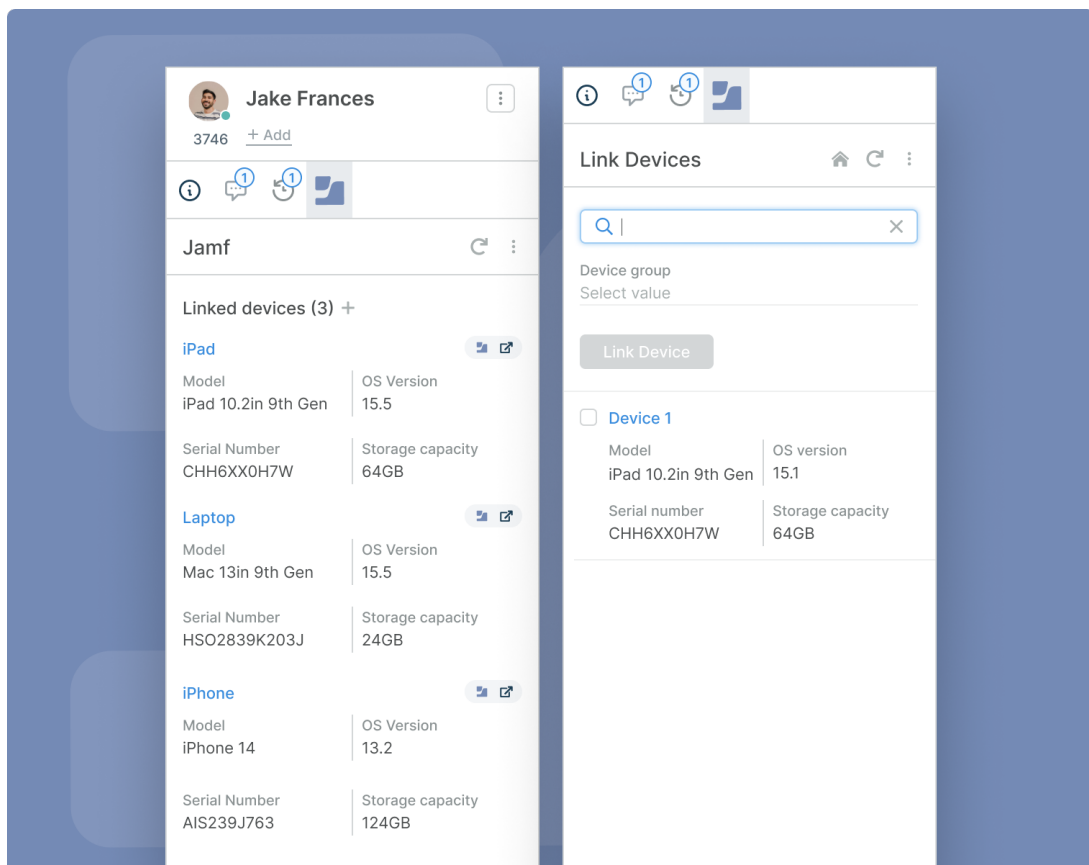 Jake Frances
3746
+ Add
1
1
Jamf
Linked devices (3) +
iPad
Model
iPad 10.2in 9th Gen
OS Version
15.5
Serial Number
CHH6XX0H7W
Storage capacity
64GB
Laptop
Model
Mac 13in 9th Gen
OS Version
15.5
Serial Number
HSO2839K203J
Storage capacity
24GB
iPhone
Model
iPhone 14
OS Version
13.2
Serial Number
AIS239J763
Storage capacity
124GB
1
1
Link Devices
Device group
Select value
Link Device
Device 1
Model
iPad 10.2in 9th Gen
OS version
15.1
Serial number
CHH6XX0H7W
Storage capacity
64GB